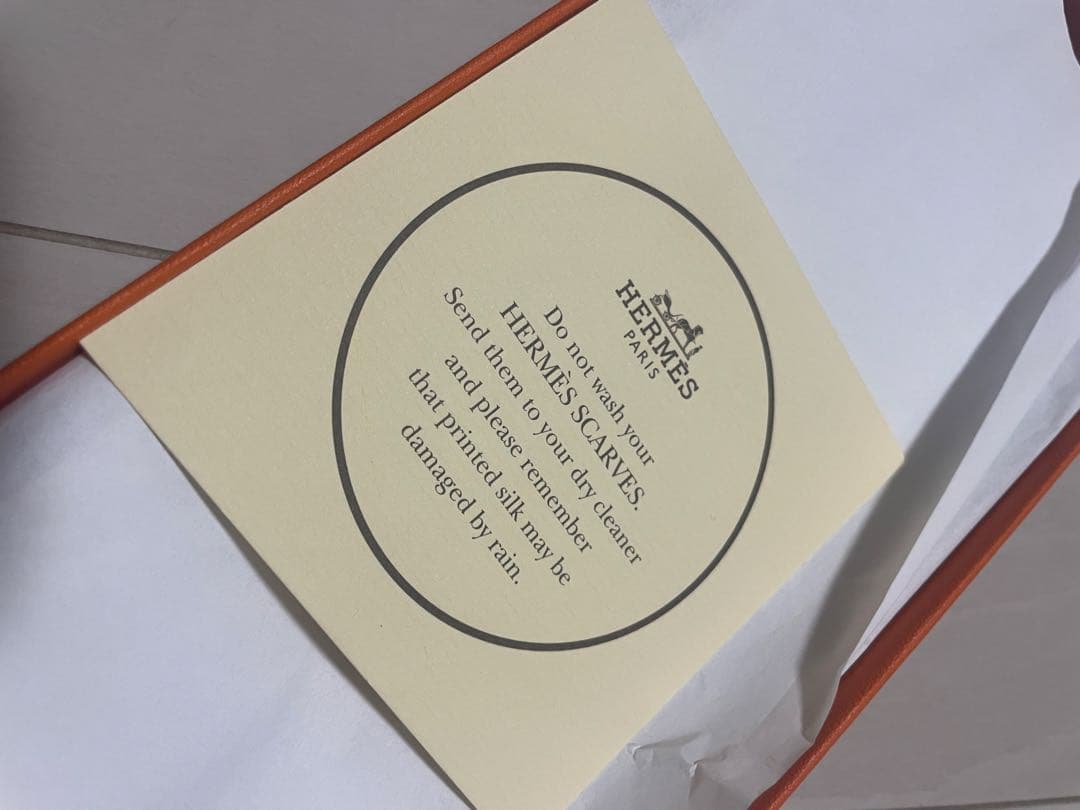 HERMÈS
PARIS
Do not wash your
HERMÈS SCARVES.
Send them to your dry cleaner
and please remember
that printed silk may be
damaged by rain.